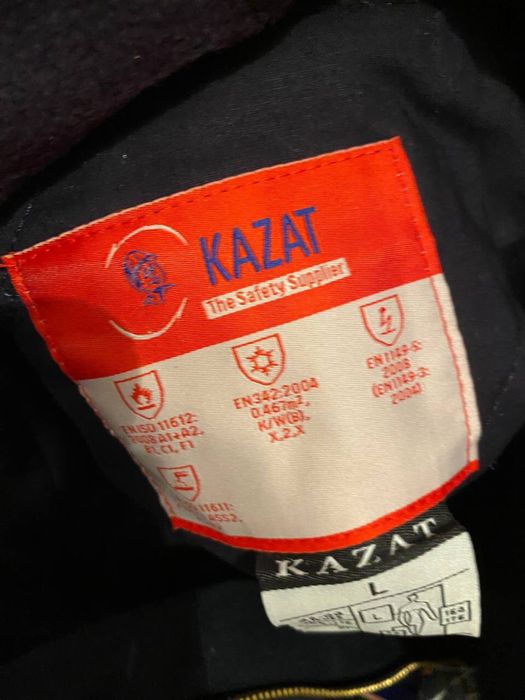 KAZAT
The Safety Supplier
EN ISO 11612:
2008 A1+A2,
C1, F1
EN342:2004
0.467m²,
K/W(B),
X,2,X
EN1149-5:
2008
(EN1149-3:
2004)
11611:
ASS2,
KAZAT
L
L